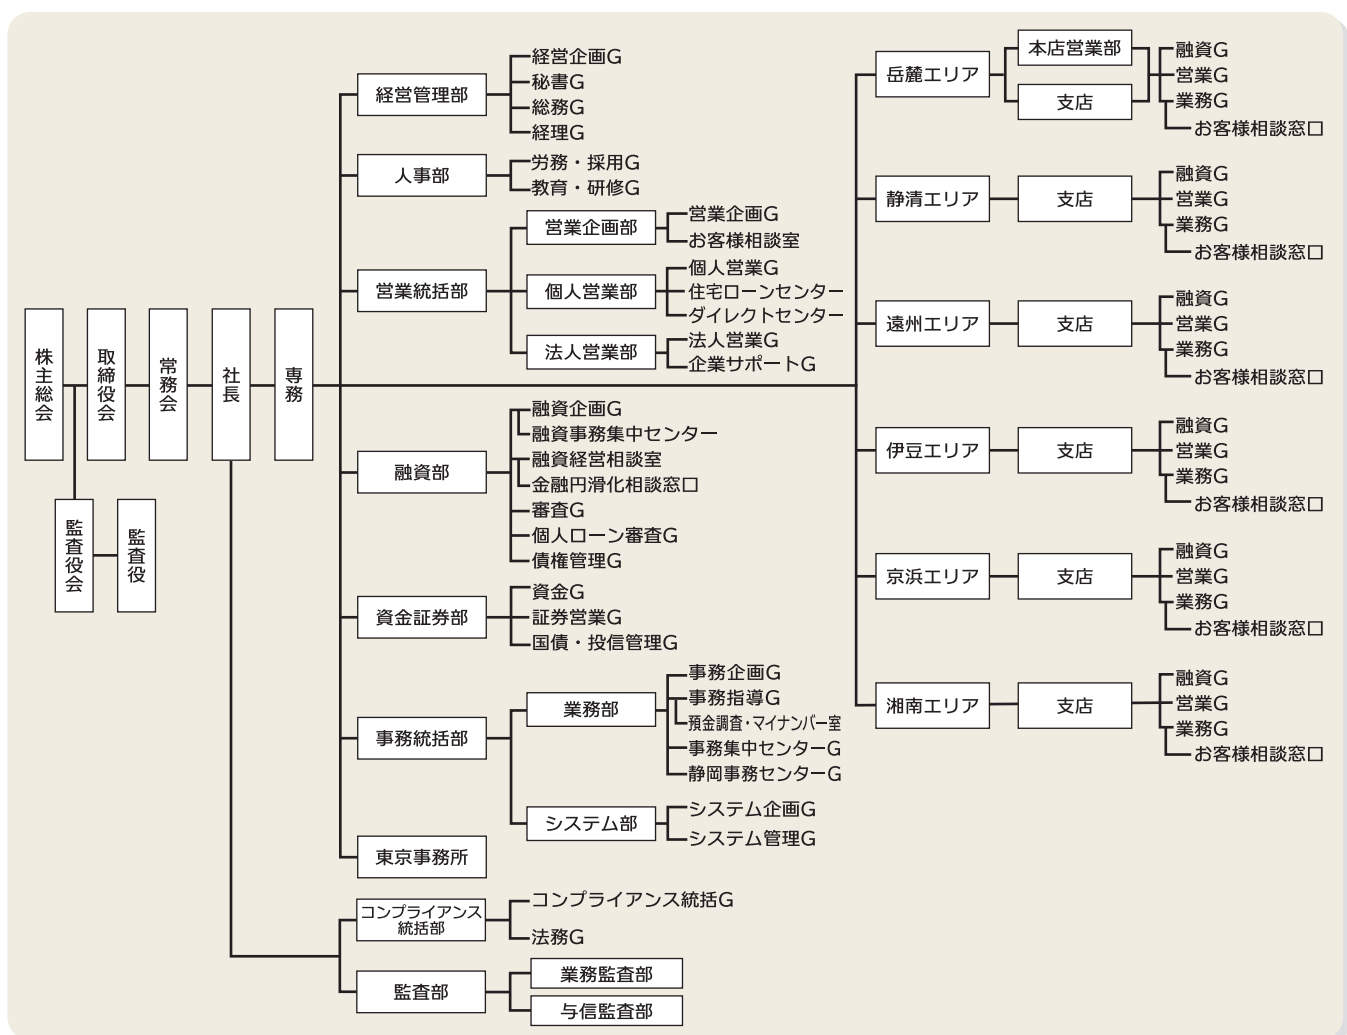 株主総会
取締役会
常務会
社長
専務
監査役会
監査役
経営管理部
経営企画G
秘書G
総務G
経理G
人事部
労務・採用G
教育・研修G
営業統括部
営業企画部
営業企画G
お客様相談室
個人営業部
個人営業G
住宅ローンセンター
ダイレクトセンター
法人営業部
法人営業G
企業サポートG
融資部
融資企画G
融資事務集中センター
融資経営相談室
金融円滑化相談窓口
審査G
個人ローン審査G
債権管理G
資金証券部
資金G
証券営業G
国債・投信管理G
事務統括部
業務部
事務企画G
事務指導G
預金調査・マイナンバー室
事務集中センターG
静岡事務センターG
システム部
システム企画G
システム管理G
東京事務所
コンプライアンス
統括部
コンプライアンス統括G
法務G
監査部
業務監査部
与信監査部
岳麓エリア
本店営業部
支店
融資G
営業G
業務G
お客様相談窓口
静清エリア
支店
融資G
営業G
業務G
お客様相談窓口
遠州エリア
支店
融資G
営業G
業務G
お客様相談窓口
伊豆エリア
支店
融資G
営業G
業務G
お客様相談窓口
京浜エリア
支店
融資G
営業G
業務G
お客様相談窓口
湘南エリア
支店
融資G
営業G
業務G
お客様相談窓口